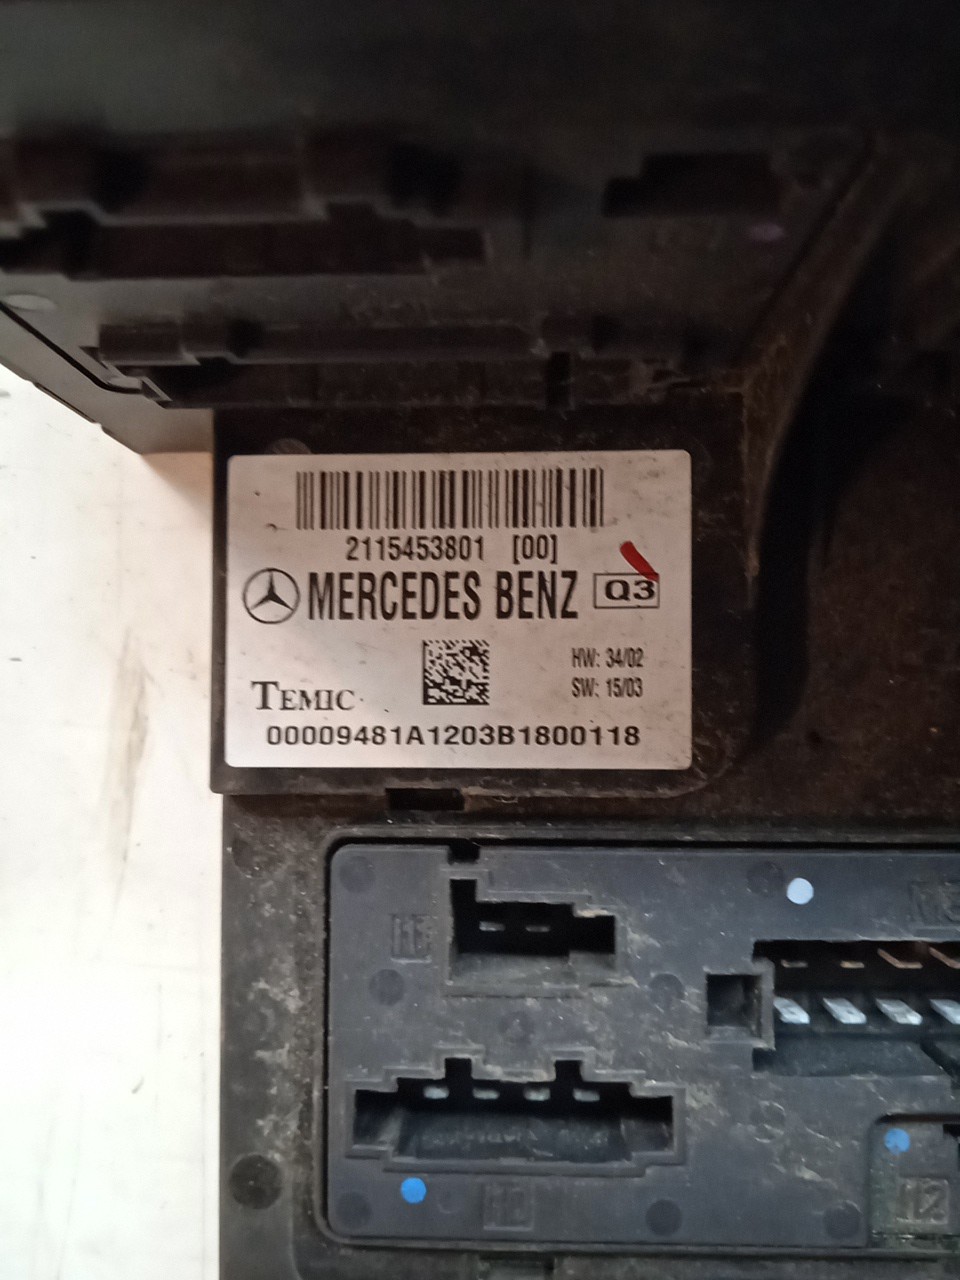 2115453801 [00]
MERCEDES BENZ Q3
HW: 34/02
SW: 15/03
TEMIC
00009481A1203B1800118